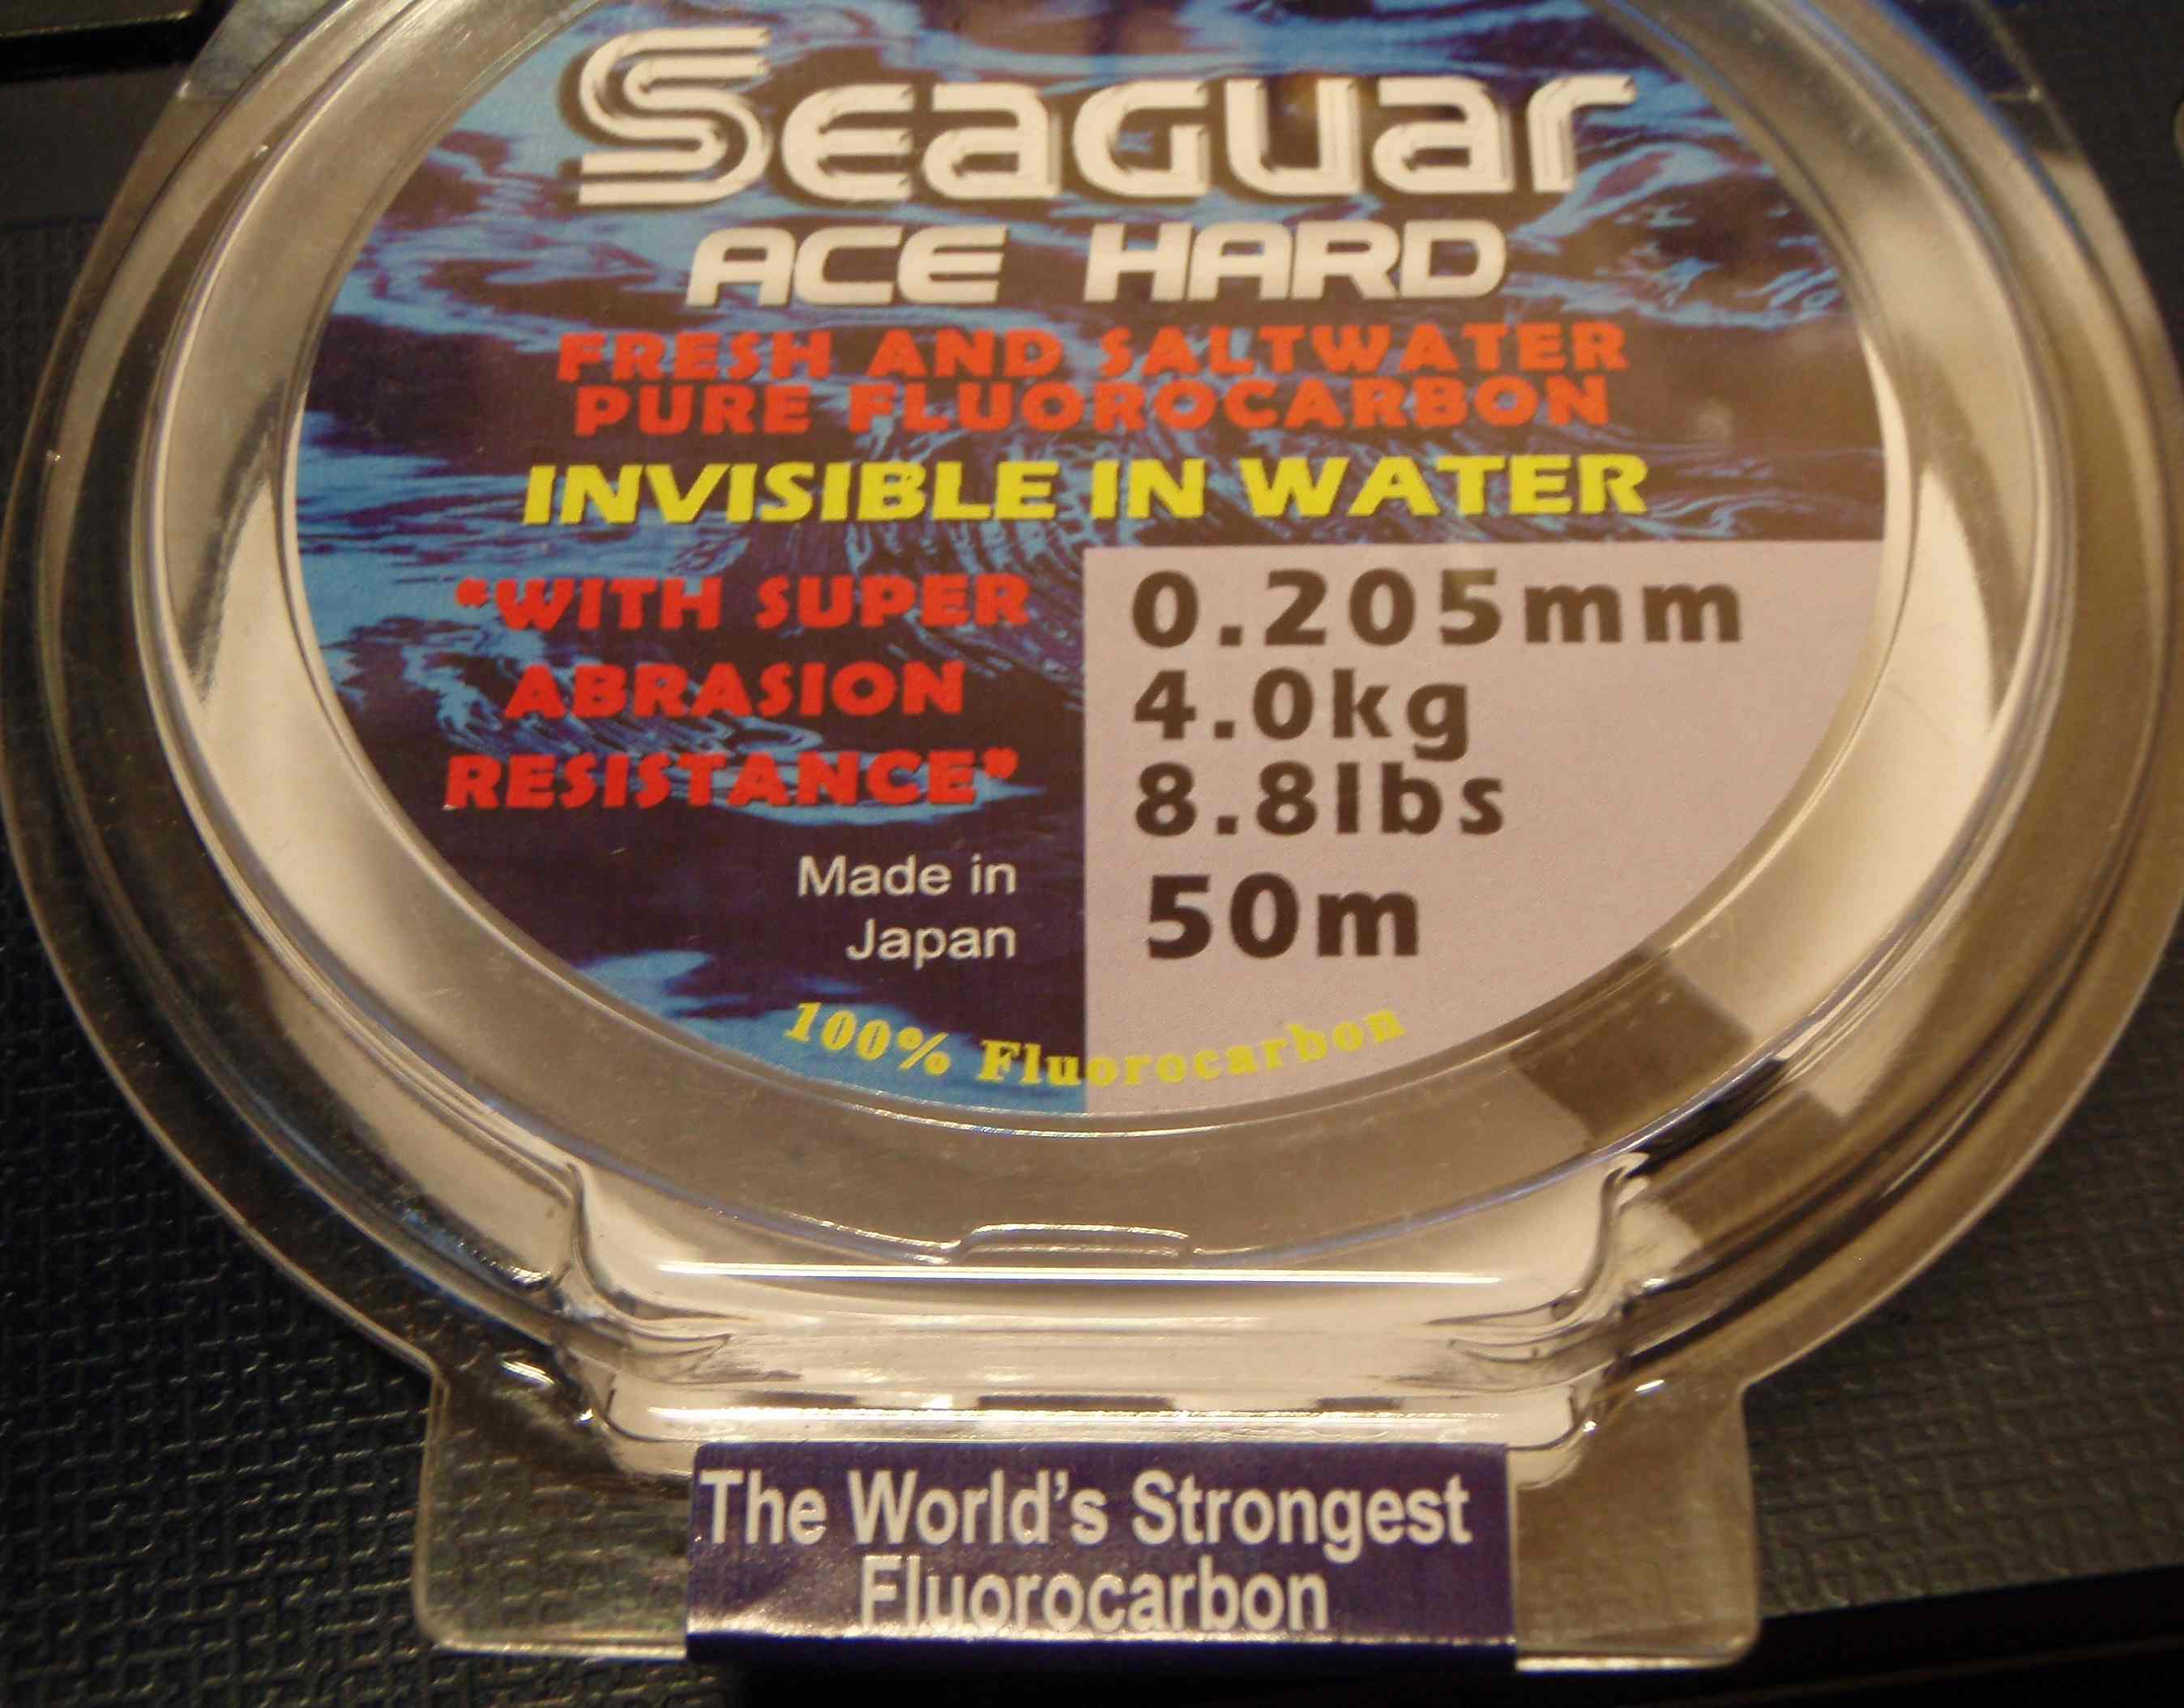 Seaguar
ACE HARD
FRESH AND SALTWATER
PURE FLUOROCARBON
INVISIBLE IN WATER
"WITH SUPER
ABRASION
RESISTANCE"
0.205mm
4.0kg
8.8lbs
50m
Made in
Japan
100% Fluorocarbon
The World's Strongest
Fluorocarbon